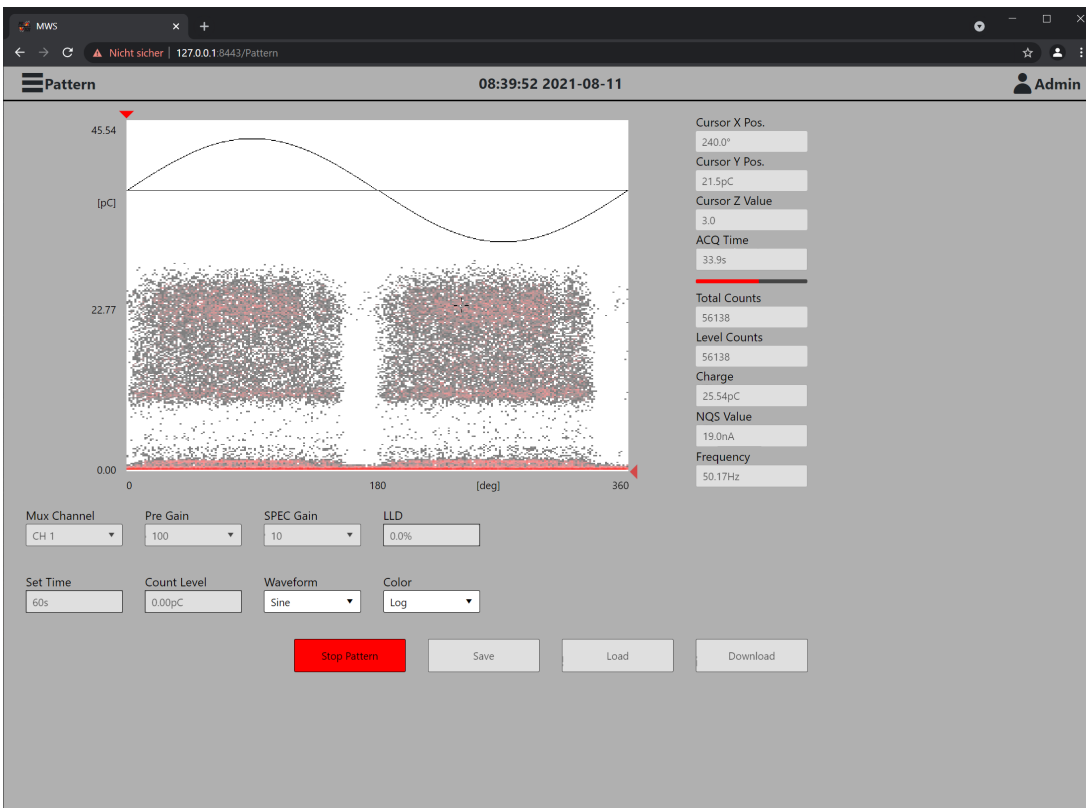 MWS
Nicht sicher 127.0.0.1:8443/Pattern
Pattern 08:39:52 2021-08-11 Admin
45.54
[pC]
22.77
0.00
0 180 [deg] 360
Cursor X Pos.
240.0°
Cursor Y Pos.
21.5pC
Cursor Z Value
3.0
ACQ Time
33.9s
Total Counts
56138
Level Counts
56138
Charge
25.54pC
NQS Value
19.0nA
Frequency
50.17Hz
Mux Channel Pre Gain SPEC Gain LLD
CH 1 100 10 0.0%
Set Time Count Level Waveform Color
60s 0.00pC Sine Log
Stop Pattern Save Load Download